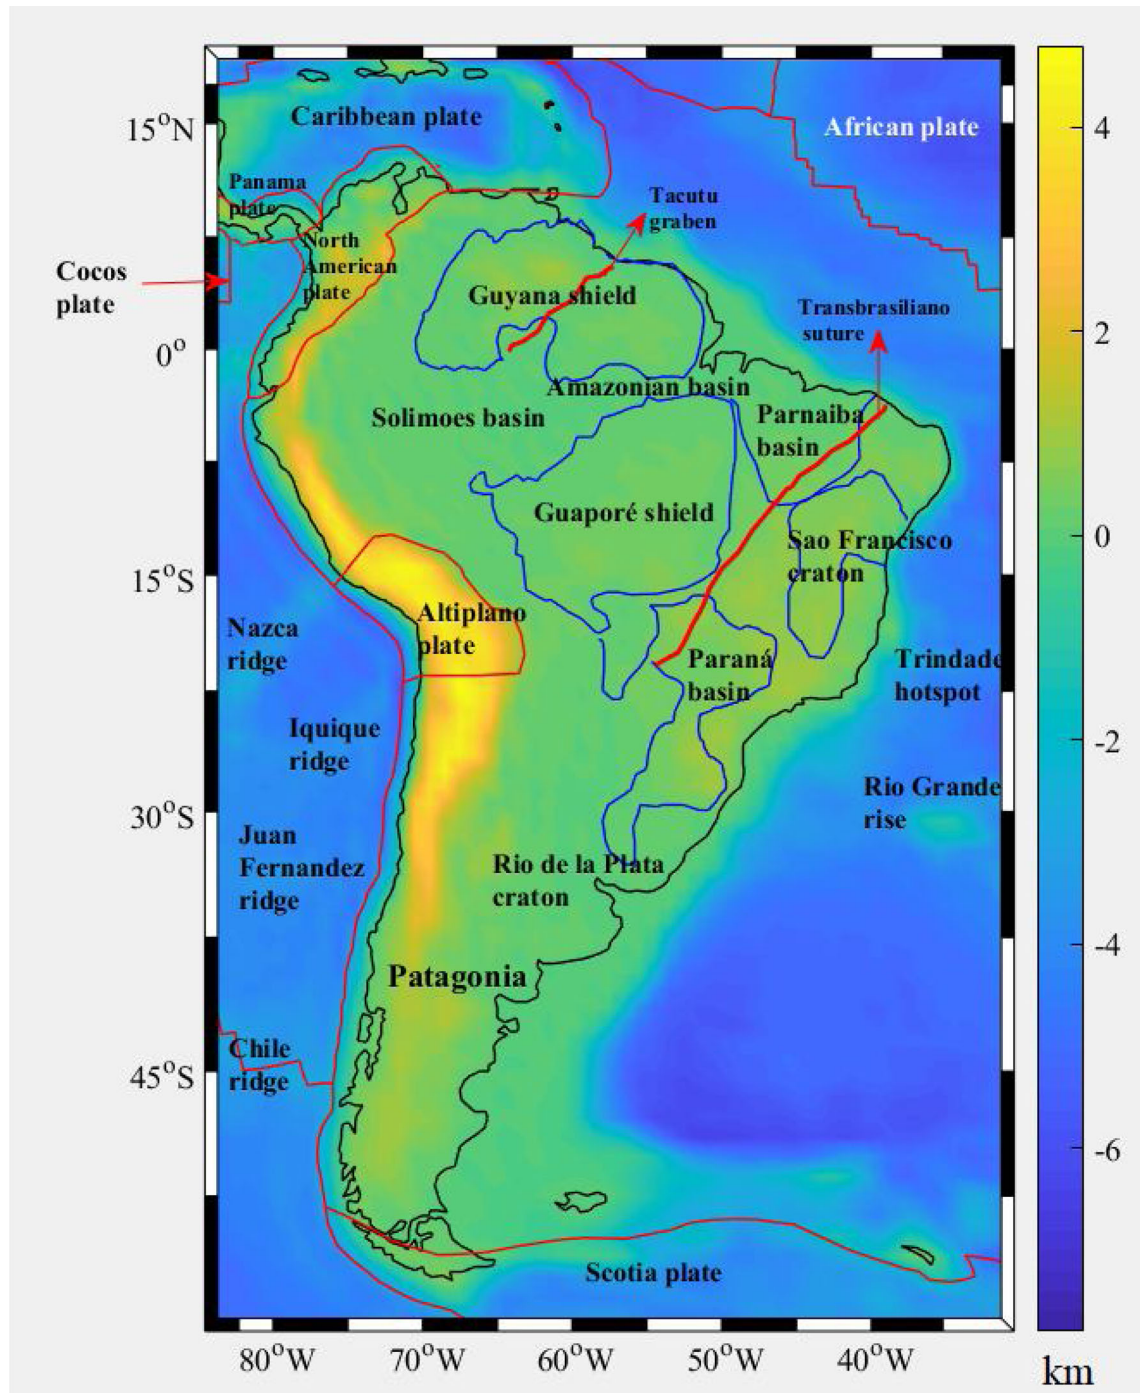 15°N
0°
15°S
30°S
45°S
80°W
70°W
60°W
50°W
40°W
4
2
0
-2
-4
-6
km
Caribbean plate
African plate
Panama
plate
North
American
plate
Cocos
plate
Tacutu
graben
Guyana shield
Transbrasiliano
suture
Amazonian basin
Solimoes basin
Parnaiba
basin
Guaporé shield
Sao Francisco
craton
Altiplano
plate
Nazca
ridge
Paraná
basin
Trindade
hotspot
Iquique
ridge
Rio Grande
rise
Juan
Fernandez
ridge
Rio de la Plata
craton
Patagonia
Chile
ridge
Scotia plate